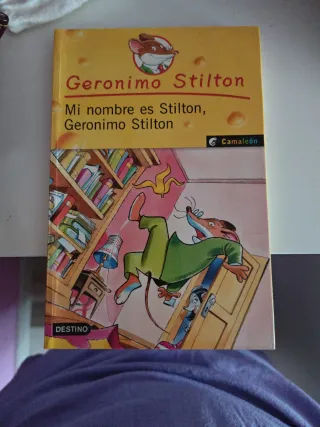 Geronimo Stilton
Mi nombre es Stilton,
Geronimo Stilton
Camaleón
DESTINO